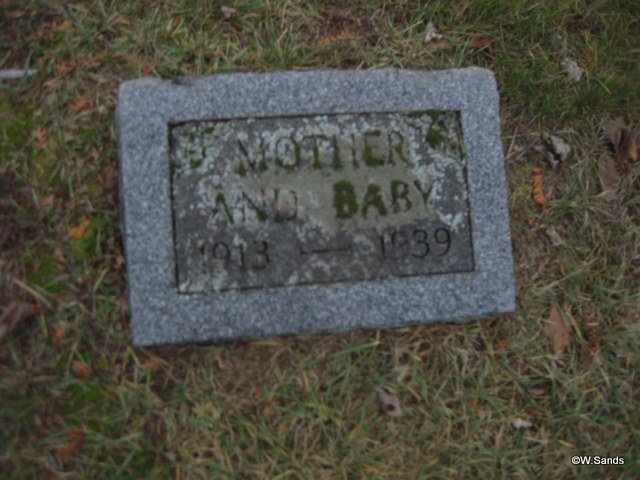 MOTHER
AND BABY
1913 — 1939
©W.Sands